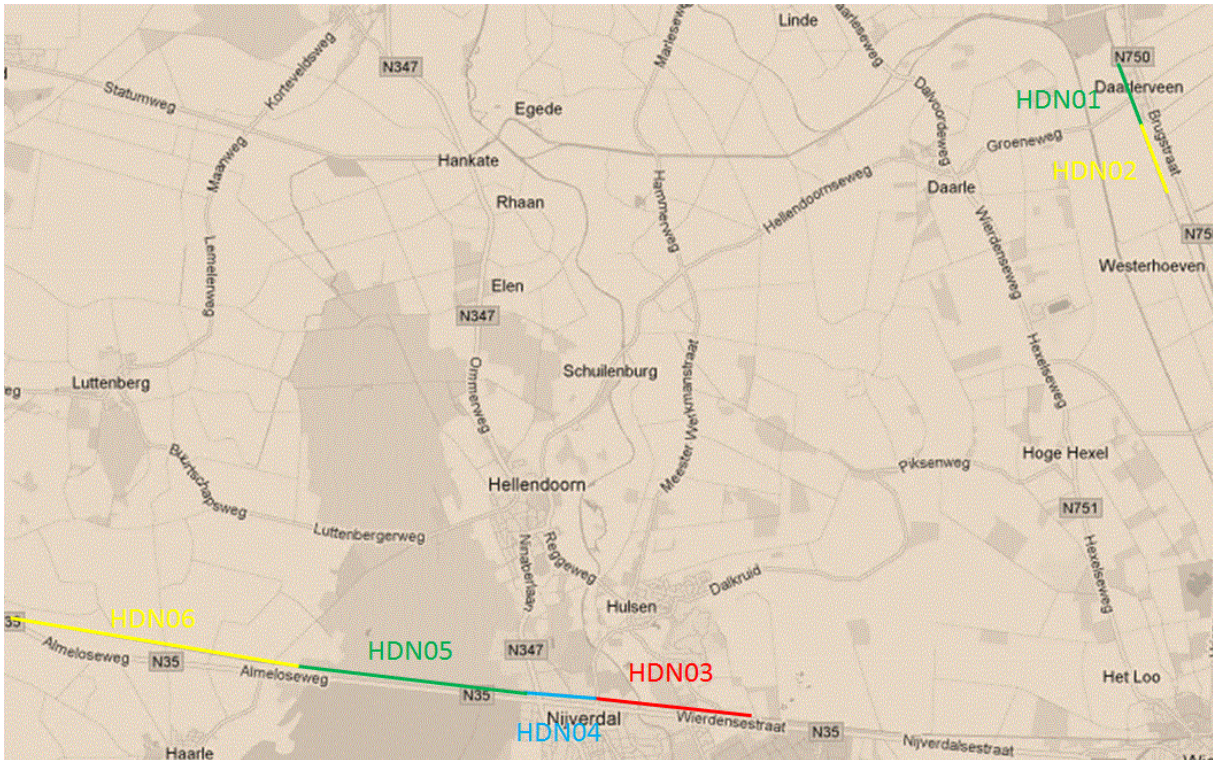 Linde
Marleseweg
N347
N750
Korteveldsweg
Statumweg
Daarlerveen
HDN01
Egede
Dalvoordeweg
Brugstraat
Groeneweg
Maanweg
Hankate
HDN02
Daarle
Hammerweg
Hellendoornseweg
Rhaan
Wierdenseweg
Lemelerweg
Westerhoeven
Elen
N347
Hexelseweg
Schuilenburg
Luttenberg
Ommerweg
Meester Werkmanstraat
Hoge Hexel
Piksenweg
Buurtschapsweg
Hellendoorn
N751
Luttenbergerweg
Reggeweg
Ninaberlaan
Hexelseweg
Dalkruid
Hulsen
HDN06
Almeloseweg
N35
HDN05
N347
HDN03
Almeloseweg
Het Loo
N35
Nijverdal
Wierdensestraat
HDN04
N35
Nijverdalsestraat
Haarle